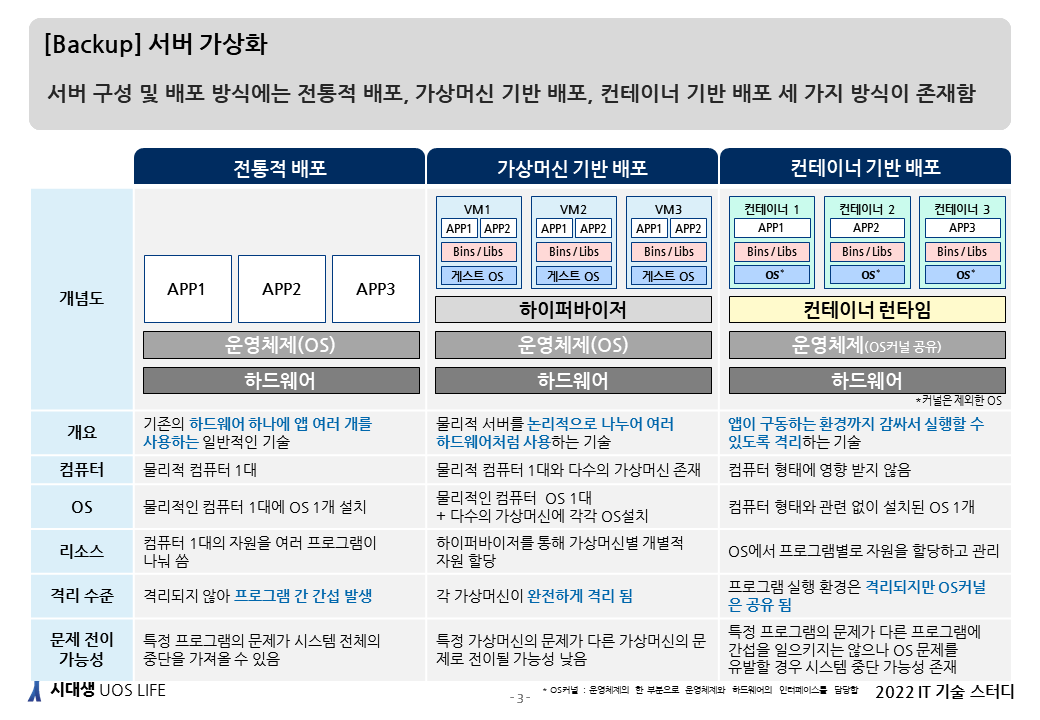 [Backup] 서버 가상화
서버 구성 및 배포 방식에는 전통적 배포, 가상머신 기반 배포, 컨테이너 기반 배포 세 가지 방식이 존재함
전통적 배포
가상머신 기반 배포
컨테이너 기반 배포
개념도
APP1
APP2
APP3
운영체제(OS)
하드웨어
VM1
APP1
APP2
Bins / Libs
게스트 OS
VM2
APP1
APP2
Bins / Libs
게스트 OS
VM3
APP1
APP2
Bins / Libs
게스트 OS
하이퍼바이저
운영체제(OS)
하드웨어
컨테이너 1
APP1
Bins / Libs
OS*
컨테이너 2
APP2
Bins / Libs
OS*
컨테이너 3
APP3
Bins / Libs
OS*
컨테이너 런타임
운영체제(OS커널 공유)
하드웨어
*커널은 제외한 OS
개요
기존의 하드웨어 하나에 앱 여러 개를
사용하는 일반적인 기술
물리적 서버를 논리적으로 나누어 여러
하드웨어처럼 사용하는 기술
앱이 구동하는 환경까지 감싸서 실행할 수
있도록 격리하는 기술
컴퓨터
물리적 컴퓨터 1대
물리적 컴퓨터 1대와 다수의 가상머신 존재
컴퓨터 형태에 영향 받지 않음
OS
물리적인 컴퓨터 1대에 OS 1개 설치
물리적인 컴퓨터 OS 1대
+ 다수의 가상머신에 각각 OS설치
컴퓨터 형태와 관련 없이 설치된 OS 1개
리소스
컴퓨터 1대의 자원을 여러 프로그램이
나눠 씀
하이퍼바이저를 통해 가상머신별 개별적
자원 할당
OS에서 프로그램별로 자원을 할당하고 관리
격리 수준
격리되지 않아 프로그램 간 간섭 발생
각 가상머신이 완전하게 격리 됨
프로그램 실행 환경은 격리되지만 OS커널
은 공유 됨
문제 전이
가능성
특정 프로그램의 문제가 시스템 전체의
중단을 가져올 수 있음
특정 가상머신의 문제가 다른 가상머신의 문
제로 전이될 가능성 낮음
특정 프로그램의 문제가 다른 프로그램에
간섭을 일으키지는 않으나 OS 문제를
유발할 경우 시스템 중단 가능성 존재
시대생 UOS LIFE
- 3 -
* OS커널 : 운영체제의 한 부분으로 운영체제와 하드웨어의 인터페이스를 담당함
2022 IT 기술 스터디